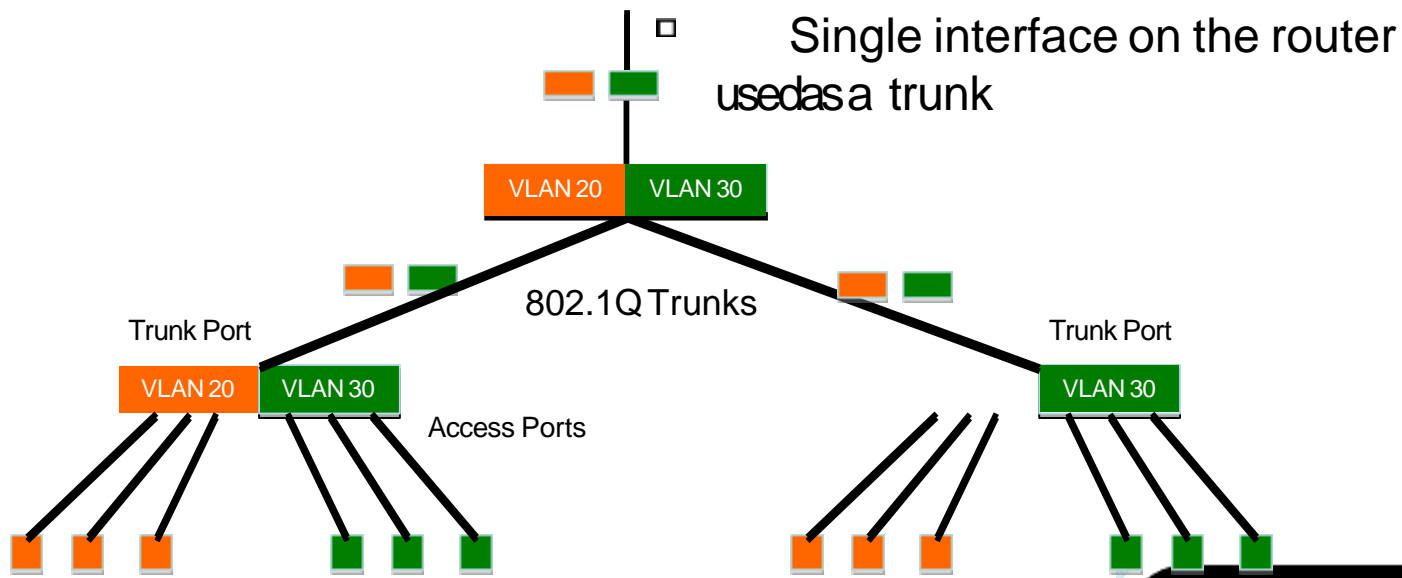 Single interface on the router
usedasa trunk
VLAN 20 VLAN 30
802.1Q Trunks
Trunk Port Trunk Port
VLAN 20 VLAN 30 VLAN 30
Access Ports